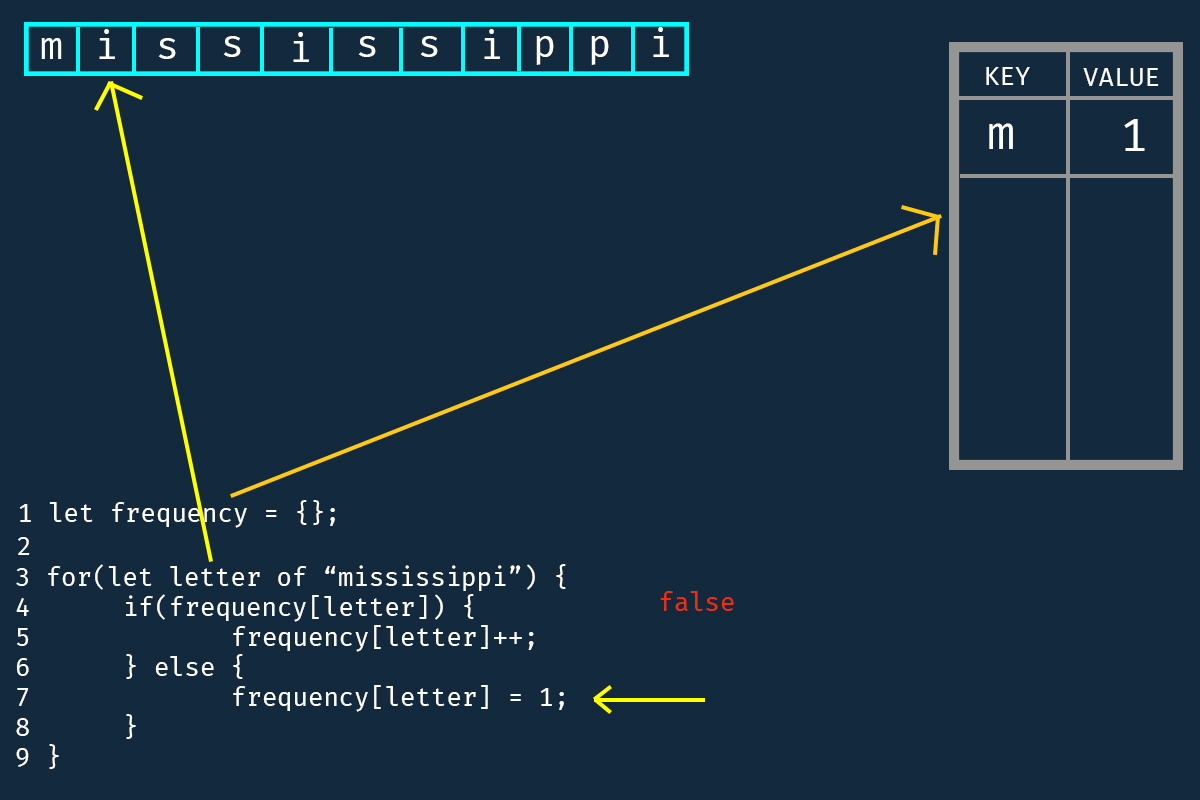 m i s s i s s i p p i
KEY VALUE
m 1
1 let frequency = {};
2
3 for(let letter of “mississippi”) {
4 if(frequency[letter]) { false
5 frequency[letter]++;
6 } else {
7 frequency[letter] = 1;
8 }
9 }